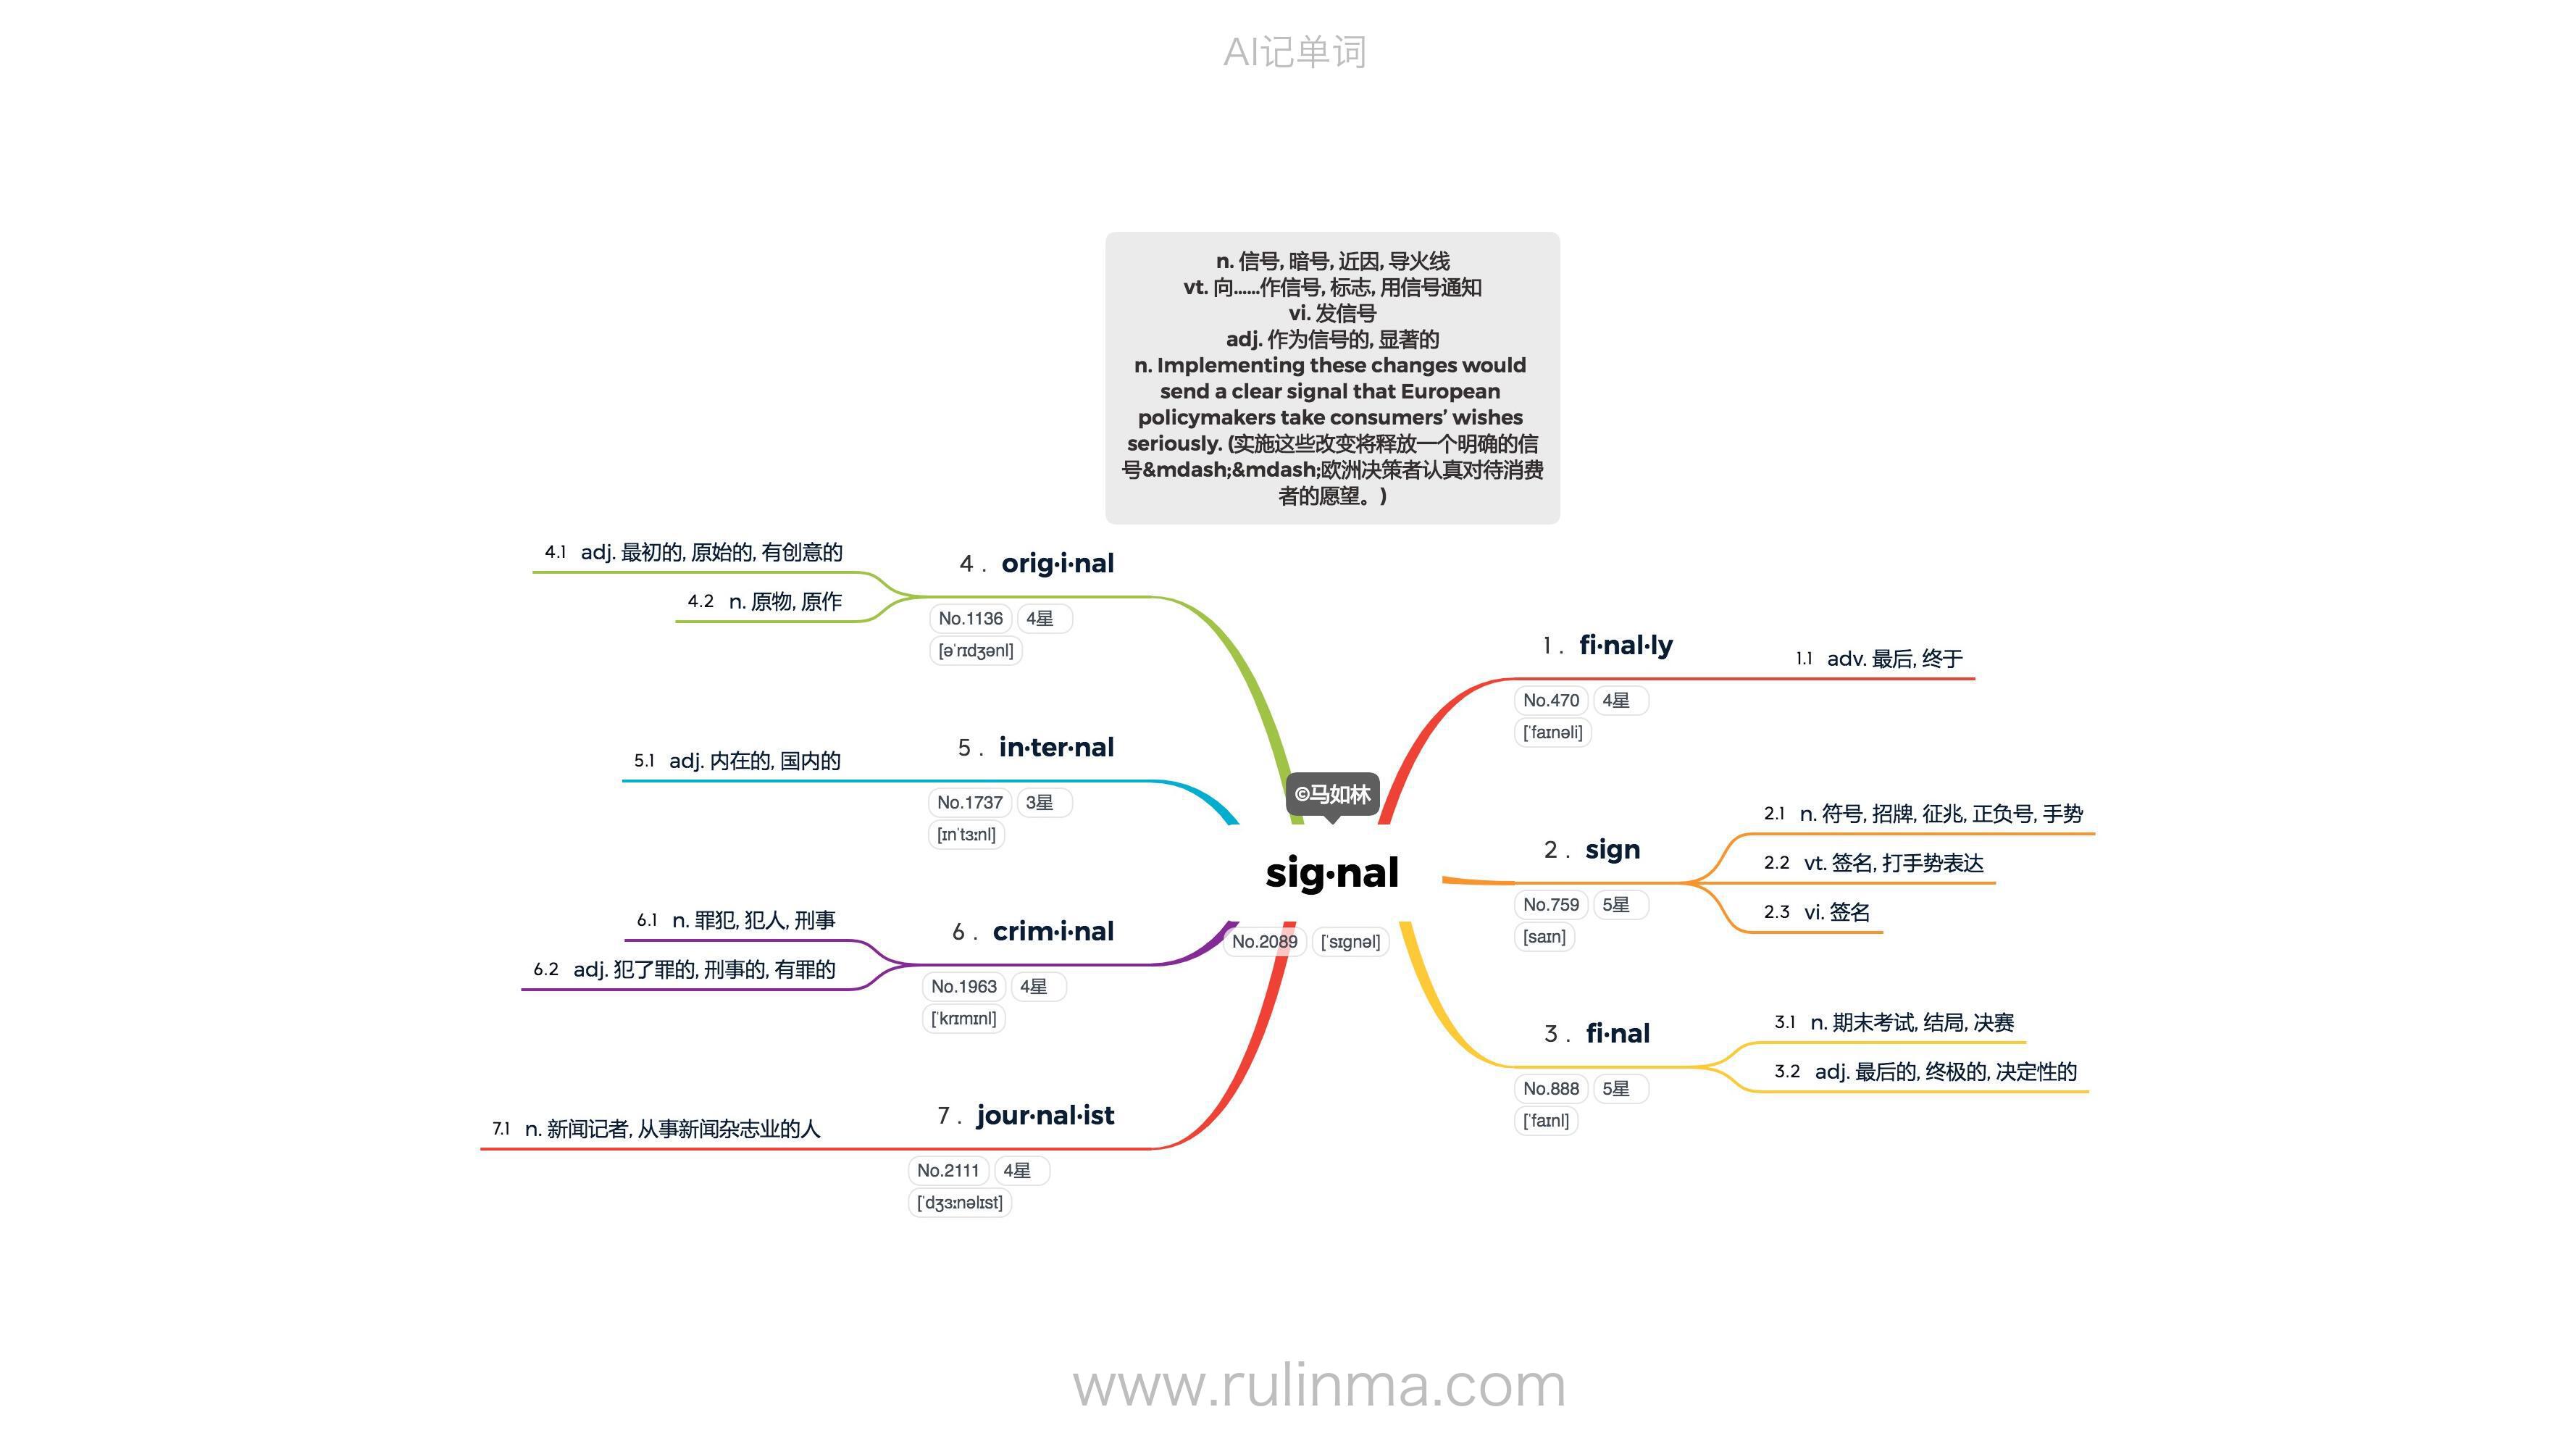 AI记单词
n. 信号, 暗号, 近因, 导火线
vt. 向……作信号, 标志, 用信号通知
vi. 发信号
adj. 作为信号的, 显著的
n. Implementing these changes would
send a clear signal that European
policymakers take consumers’ wishes
seriously. (实施这些改变将释放一个明确的信
号&mdash;&mdash;欧洲决策者认真对待消费
者的愿望。)
©马如林
sig·nal
No.2089 [ˈsɪgnəl]
1 . fi·nal·ly
No.470 4星
[ˈfaɪnəli]
1.1 adv. 最后, 终于
2 . sign
No.759 5星
[saɪn]
2.1 n. 符号, 招牌, 征兆, 正负号, 手势
2.2 vt. 签名, 打手势表达
2.3 vi. 签名
3 . fi·nal
No.888 5星
[ˈfaɪnl]
3.1 n. 期末考试, 结局, 决赛
3.2 adj. 最后的, 终极的, 决定性的
4 . orig·i·nal
No.1136 4星
[əˈrɪdʒənl]
4.1 adj. 最初的, 原始的, 有创意的
4.2 n. 原物, 原作
5 . in·ter·nal
No.1737 3星
[ɪnˈtɜːnl]
5.1 adj. 内在的, 国内的
6 . crim·i·nal
No.1963 4星
[ˈkrɪmɪnl]
6.1 n. 罪犯, 犯人, 刑事
6.2 adj. 犯了罪的, 刑事的, 有罪的
7 . jour·nal·ist
No.2111 4星
[ˈdʒɜːnəlɪst]
7.1 n. 新闻记者, 从事新闻杂志业的人
www.rulinma.com